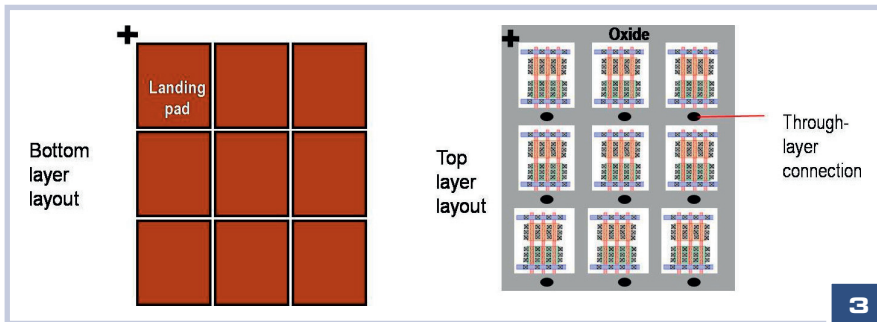 Oxide
Landing
pad
Bottom
layer
layout
Top
layer
layout
Through-
layer
connection
3